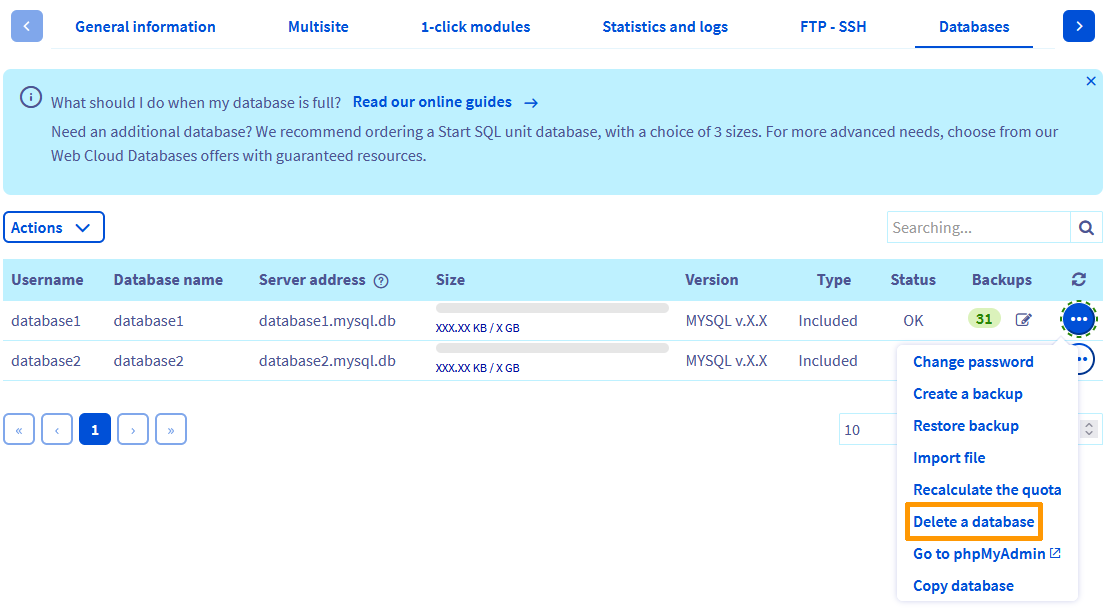 General information Multisite 1-click modules Statistics and logs FTP - SSH Databases
What should I do when my database is full? Read our online guides →
Need an additional database? We recommend ordering a Start SQL unit database, with a choice of 3 sizes. For more advanced needs, choose from our
Web Cloud Databases offers with guaranteed resources.
Actions
Searching...
Username Database name Server address Size Version Type Status Backups
database1 database1 database1.mysql.db XXX.XX KB / X GB MYSQL v.X.X Included OK 31
database2 database2 database2.mysql.db XXX.XX KB / X GB MYSQL v.X.X Included
« ‹ 1 › »
10
Change password
Create a backup
Restore backup
Import file
Recalculate the quota
Delete a database
Go to phpMyAdmin
Copy database